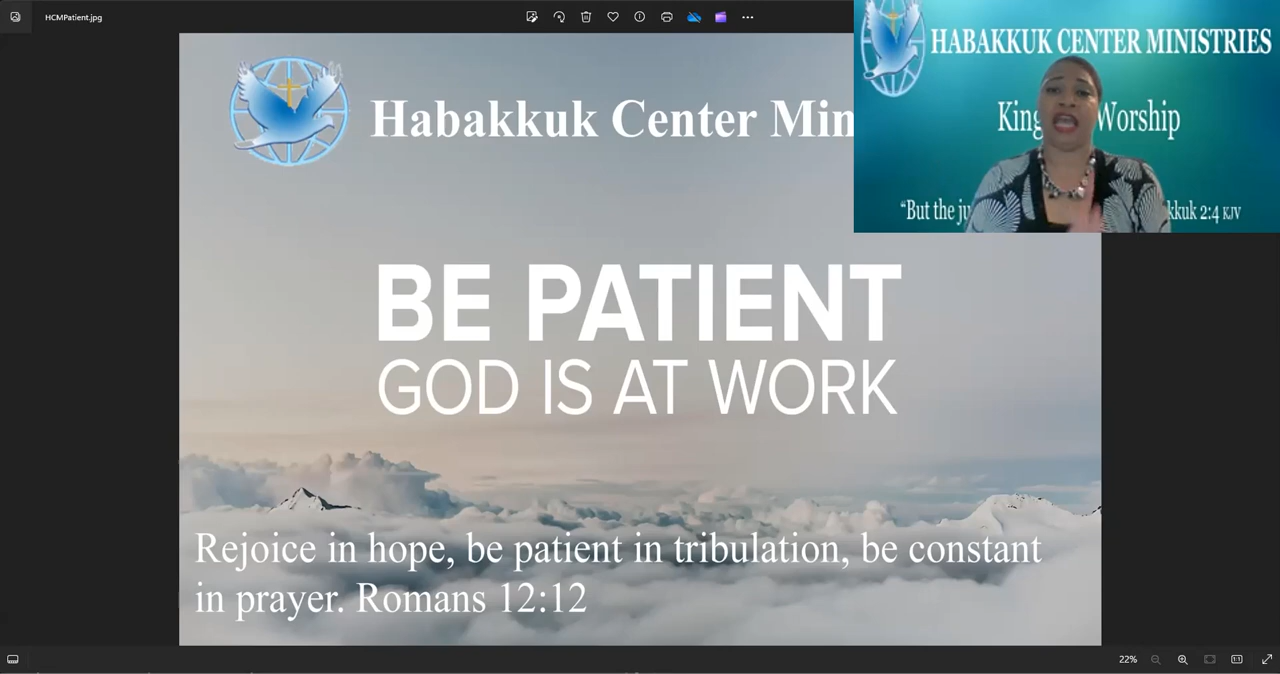 HCMPatient.jpg
Habakkuk Center Min
HABAKKUK CENTER MINISTRIES
King Worship
“But the ju kkuk 2:4 KJV
BE PATIENT
GOD IS AT WORK
Rejoice in hope, be patient in tribulation, be constant
in prayer. Romans 12:12
22%